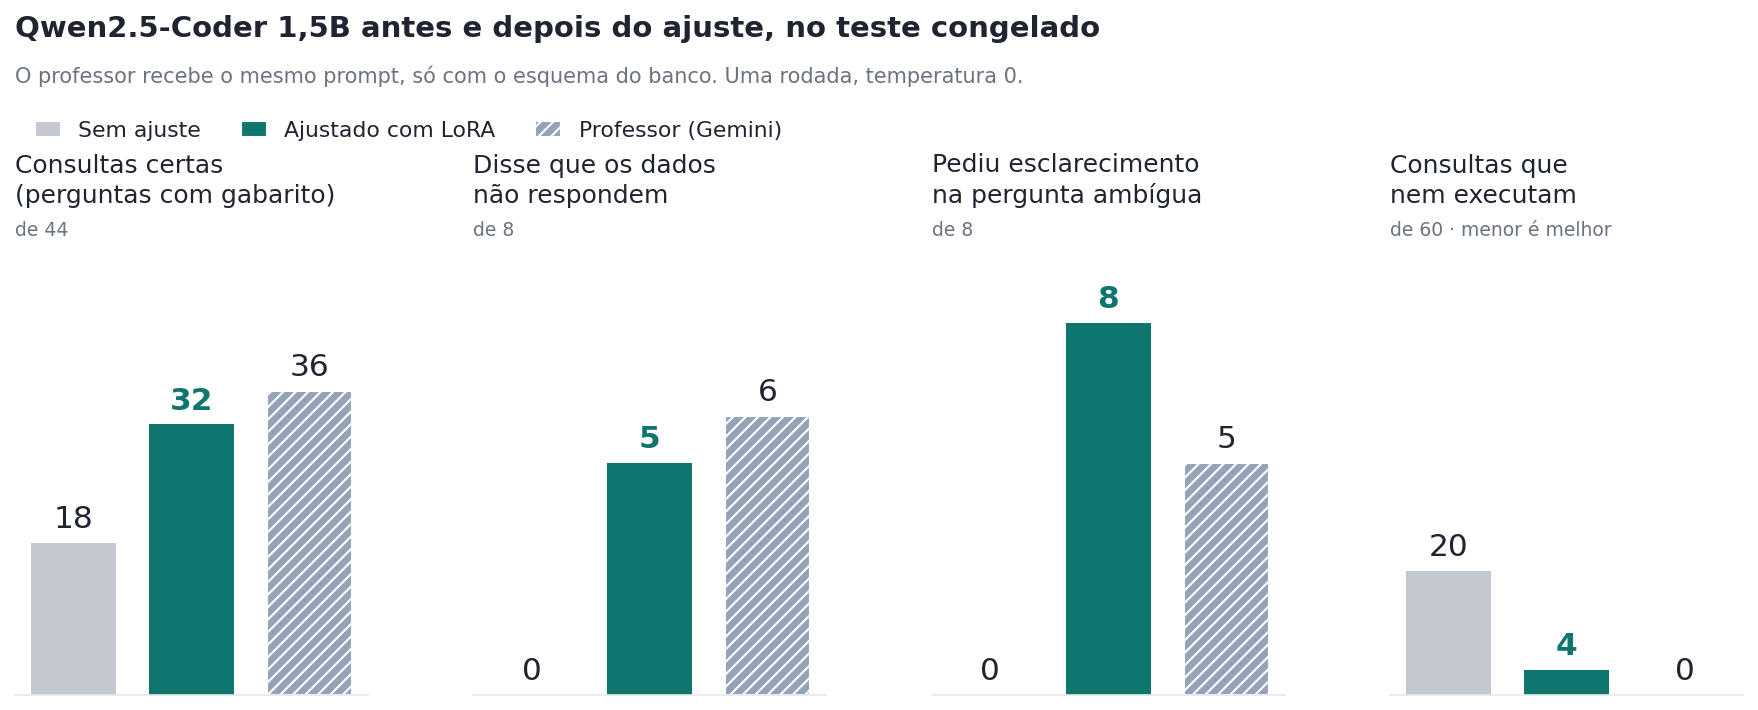 Qwen2.5-Coder 1,5B antes e depois do ajuste, no teste congelado
O professor recebe o mesmo prompt, só com o esquema do banco. Uma rodada, temperatura 0.
Sem ajuste
Ajustado com LoRA
Professor (Gemini)
Consultas certas
(perguntas com gabarito)
de 44
18
32
36
Disse que os dados
não respondem
de 8
0
5
6
Pediu esclarecimento
na pergunta ambígua
de 8
0
8
5
Consultas que
nem executam
de 60 · menor é melhor
20
4
0